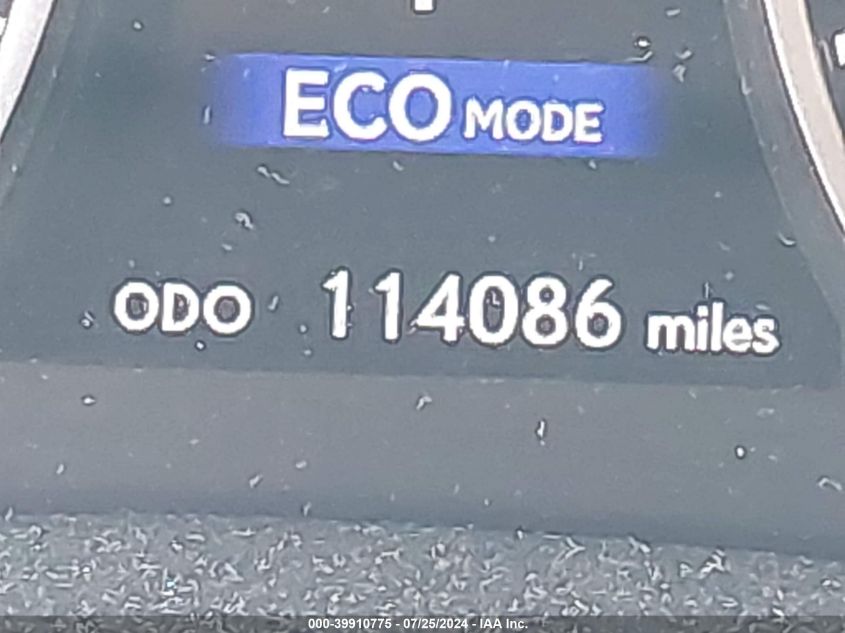 ECO MODE
ODO 114086 miles
000-39910775 - 07/25/2024 - IAA Inc.